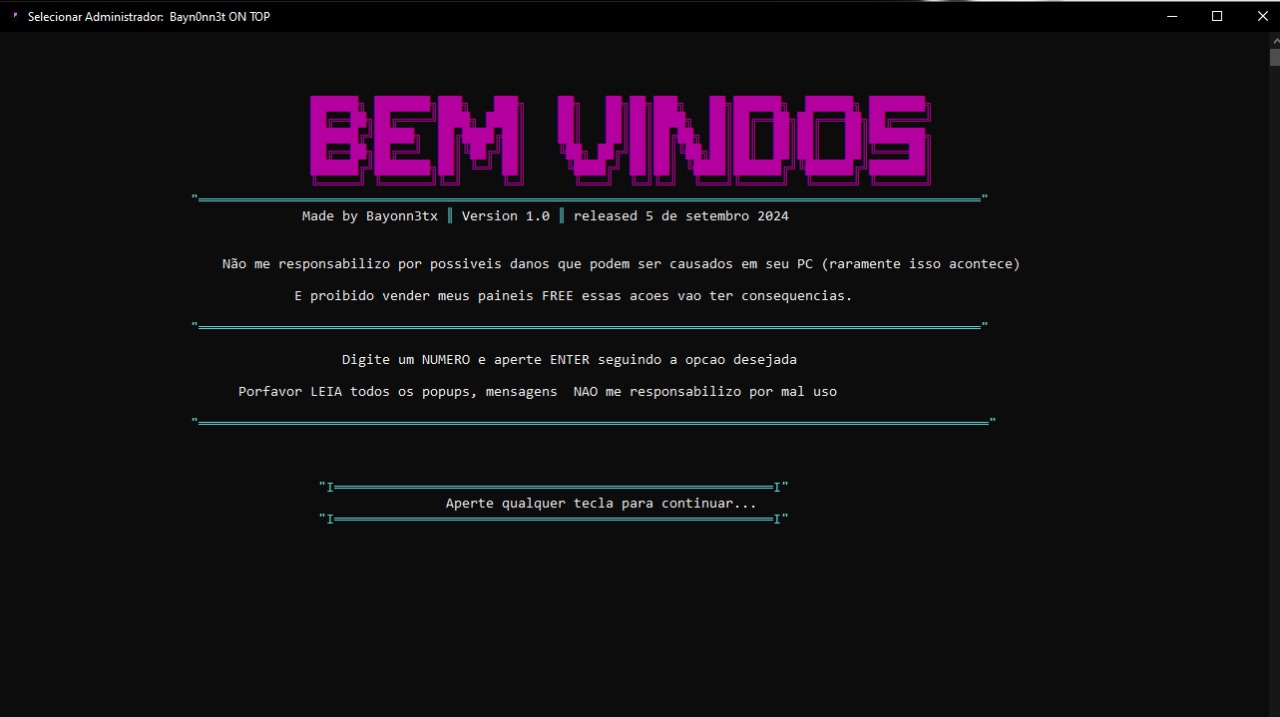 Selecionar Administrador: Bayn0nn3t ON TOP
BEM VINDOS
Made by Bayonn3tx ║ Version 1.0 ║ released 5 de setembro 2024
Não me responsabilizo por possiveis danos que podem ser causados em seu PC (raramente isso acontece)
E proibido vender meus paineis FREE essas acoes vao ter consequencias.
Digite um NUMERO e aperte ENTER seguindo a opcao desejada
Porfavor LEIA todos os popups, mensagens  NAO me responsabilizo por mal uso
Aperte qualquer tecla para continuar...